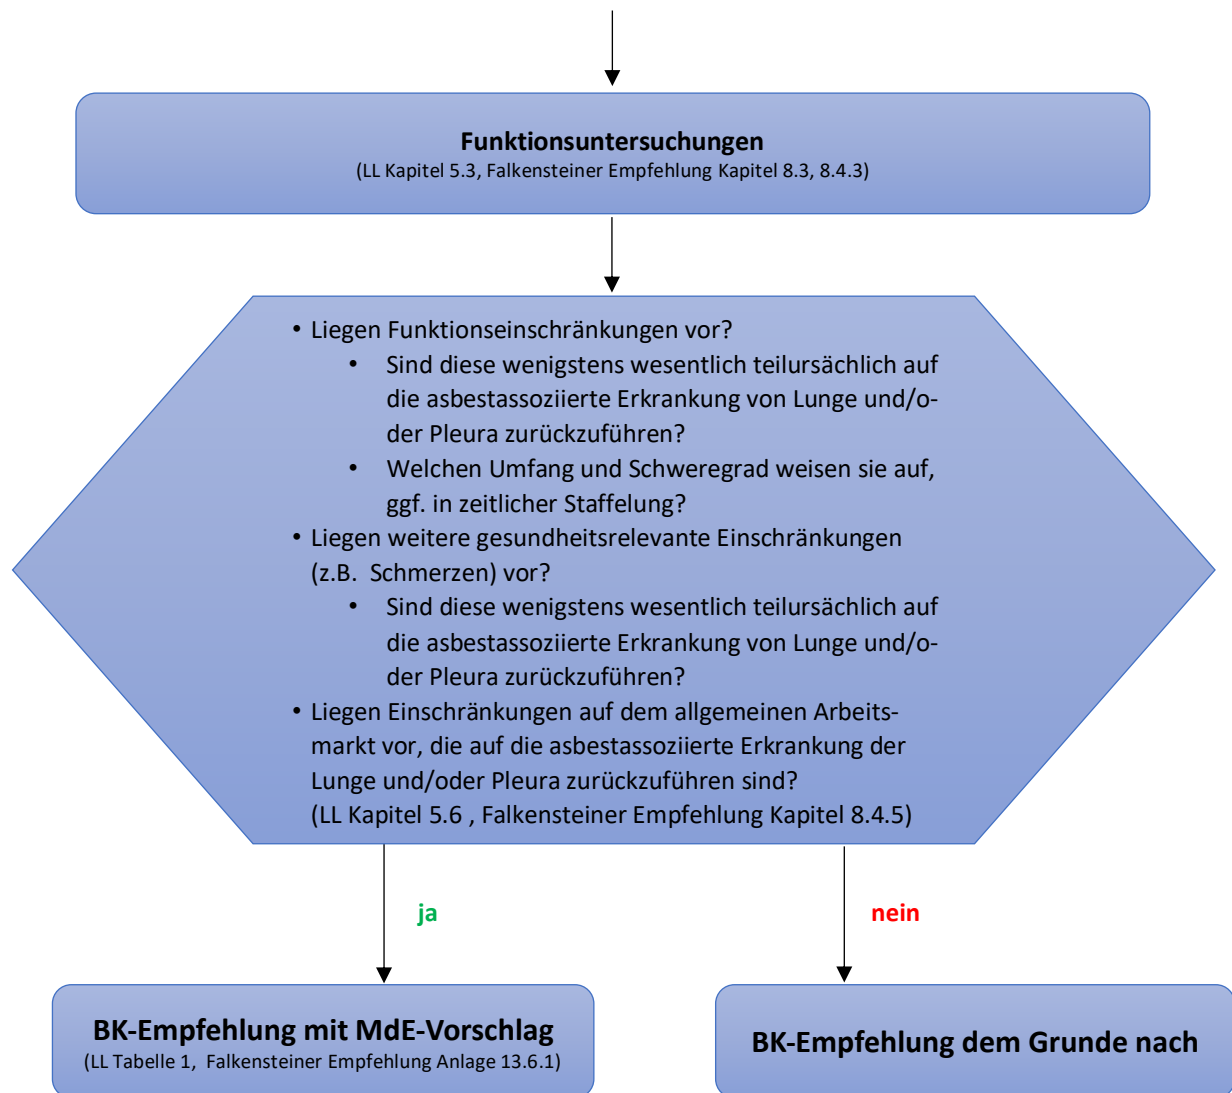 Funktionsuntersuchungen
(LL Kapitel 5.3, Falkensteiner Empfehlung Kapitel 8.3, 8.4.3)
• Liegen Funktionseinschränkungen vor?
• Sind diese wenigstens wesentlich teilursächlich auf
die asbestassoziierte Erkrankung von Lunge und/o-
der Pleura zurückzuführen?
• Welchen Umfang und Schweregrad weisen sie auf,
ggf. in zeitlicher Staffelung?
• Liegen weitere gesundheitsrelevante Einschränkungen
(z.B. Schmerzen) vor?
• Sind diese wenigstens wesentlich teilursächlich auf
die asbestassoziierte Erkrankung von Lunge und/o-
der Pleura zurückzuführen?
• Liegen Einschränkungen auf dem allgemeinen Arbeits-
markt vor, die auf die asbestassoziierte Erkrankung der
Lunge und/oder Pleura zurückzuführen sind?
(LL Kapitel 5.6 , Falkensteiner Empfehlung Kapitel 8.4.5)
ja
nein
BK-Empfehlung mit MdE-Vorschlag
(LL Tabelle 1, Falkensteiner Empfehlung Anlage 13.6.1)
BK-Empfehlung dem Grunde nach